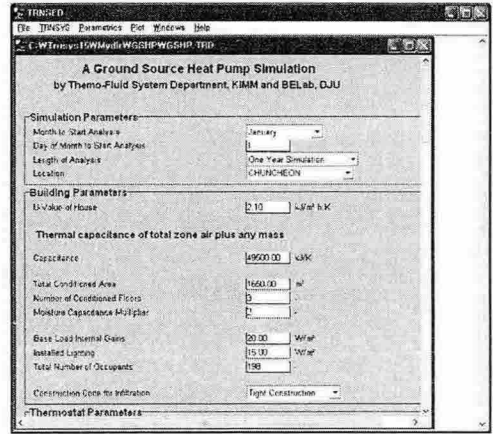 TRNSED
File TRNSYS Parametrics Plot Windows Help
A Ground Source Heat Pump Simulation
by Themo-Fluid System Department, KIMM and BELab, DJU
Simulation Parameters
Month to Start Analysis January
Day of Month to Start Analysis 1
Length of Analysis One Year Simulation
Location CHUNCHEON
Building Parameters
U-Value of House 2.10 kJ/m² h.K
Thermal capacitance of total zone air plus any mass
Capacitance 49500.00 kJ/K
Total Conditioned Area 1650.00 m²
Number of Conditioned Floors 3
Moisture Capacitance Multiplier
Base Load Internal Gains 20.00 W/m²
Installed Lighting 15.00 W/m²
Total Number of Occupants 198
Construction Code for Infiltration Tight Construction
Thermostat Parameters